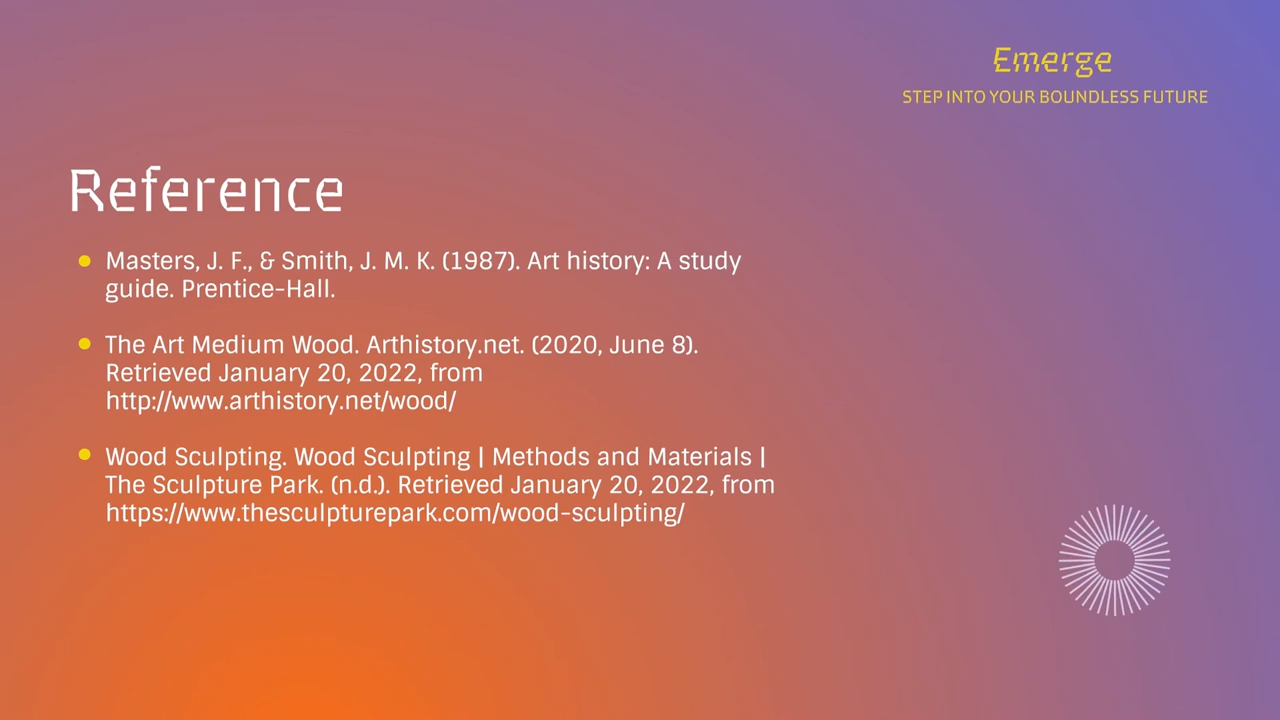 Emerge
STEP INTO YOUR BOUNDLESS FUTURE
Reference
Masters, J. F., & Smith, J. M. K. (1987). Art history: A study
guide. Prentice-Hall.
The Art Medium Wood. Arthistory.net. (2020, June 8).
Retrieved January 20, 2022, from
http://www.arthistory.net/wood/
Wood Sculpting. Wood Sculpting | Methods and Materials |
The Sculpture Park. (n.d.). Retrieved January 20, 2022, from
https://www.thesculpturepark.com/wood-sculpting/